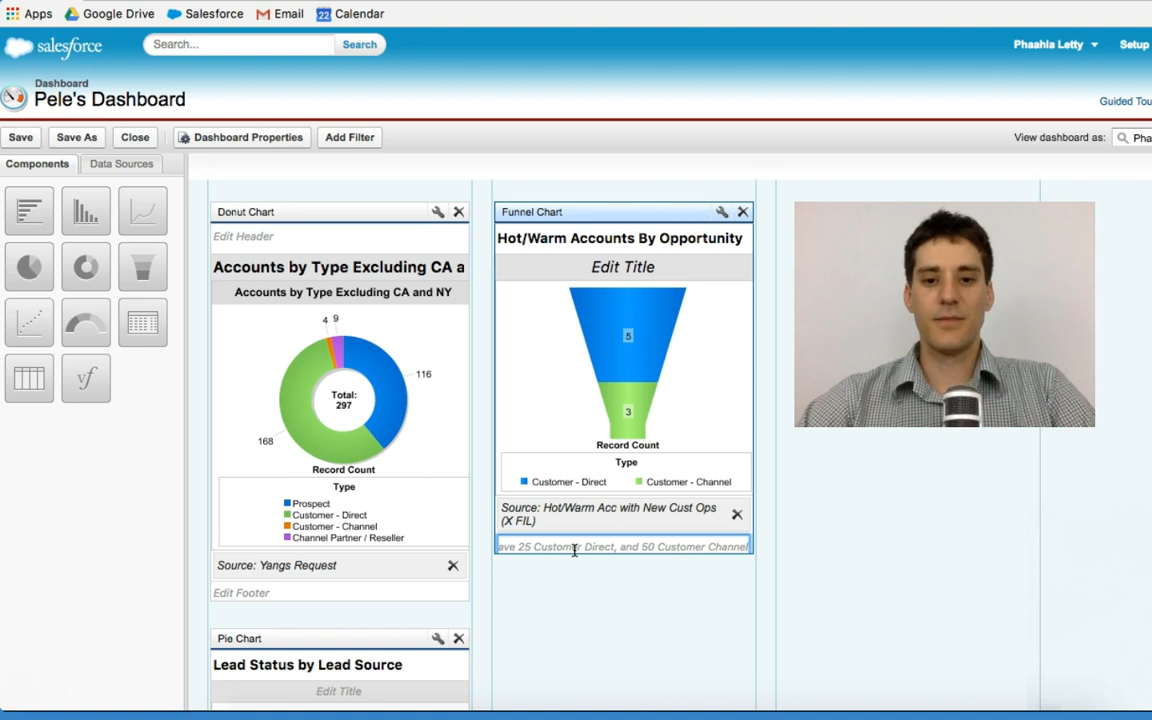 Apps Google Drive Salesforce Email 22 Calendar
salesforce Search... Search Phaahla Letty Setup
Dashboard
Pele's Dashboard
Guided Tou
Save Save As Close Dashboard Properties Add Filter View dashboard as: Pha
Components Data Sources
Donut Chart
Edit Header
Accounts by Type Excluding CA a
Accounts by Type Excluding CA and NY
4 9
116
Total:
297
168
Record Count
Type
Prospect
Customer - Direct
Customer - Channel
Channel Partner / Reseller
Source: Yangs Request
Edit Footer
Pie Chart
Lead Status by Lead Source
Edit Title
Funnel Chart
Hot/Warm Accounts By Opportunity
Edit Title
5
3
Record Count
Type
Customer - Direct Customer - Channel
Source: Hot/Warm Acc with New Cust Ops
(X FIL)
ave 25 Customer Direct, and 50 Customer Channel
vf